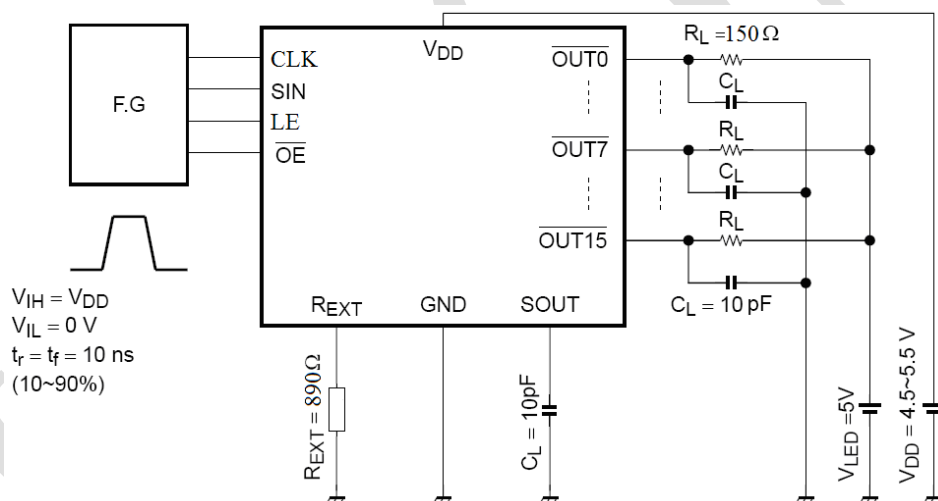 F.G
CLK
SIN
LE
OE
VDD
OUT0
OUT7
OUT15
REXT
GND
SOUT
RL =150Ω
CL
RL
CL
RL
CL = 10 pF
VIH = VDD
VIL = 0 V
tr = tf = 10 ns
(10~90%)
REXT = 890Ω
CL = 10pF
VLED =5V
VDD = 4.5~5.5 V